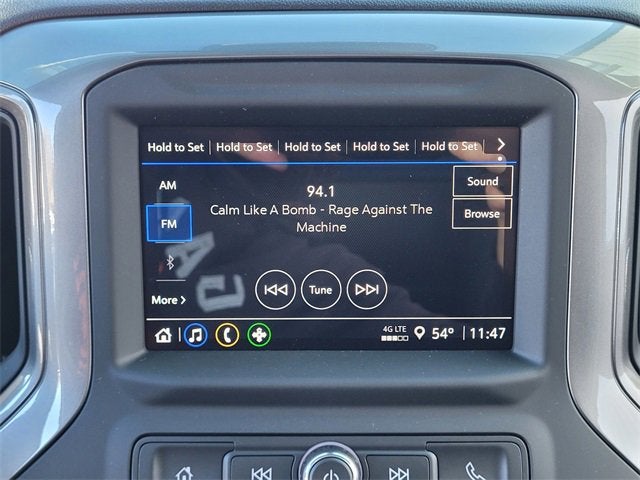 Hold to Set Hold to Set Hold to Set Hold to Set Hold to Set
AM
FM
More
94.1
Calm Like A Bomb - Rage Against The
Machine
Tune
Sound
Browse
4G LTE
54° 11:47